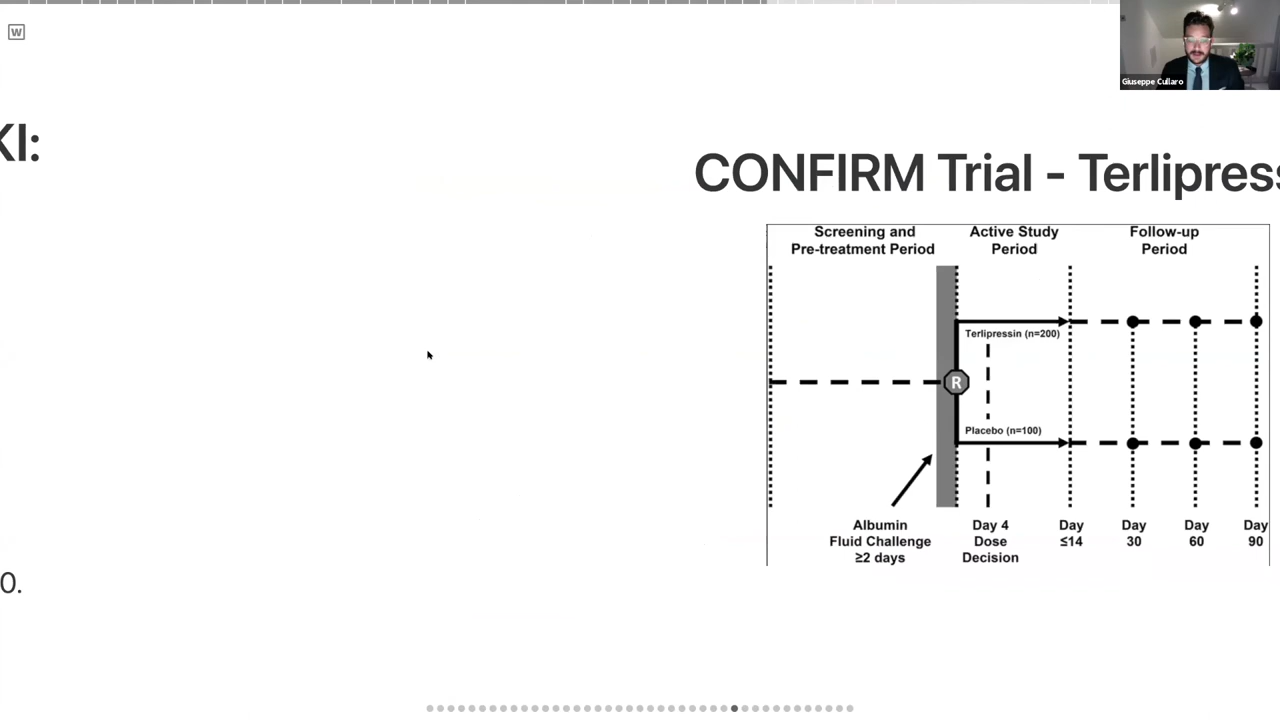 W
Giuseppe Cullaro
KI:
CONFIRM Trial - Terlipress
Screening and
Pre-treatment Period
Active Study
Period
Follow-up
Period
Terlipressin (n=200)
R
Placebo (n=100)
Albumin
Fluid Challenge
≥2 days
Day 4
Dose
Decision
Day
≤14
Day
30
Day
60
Day
90
0.